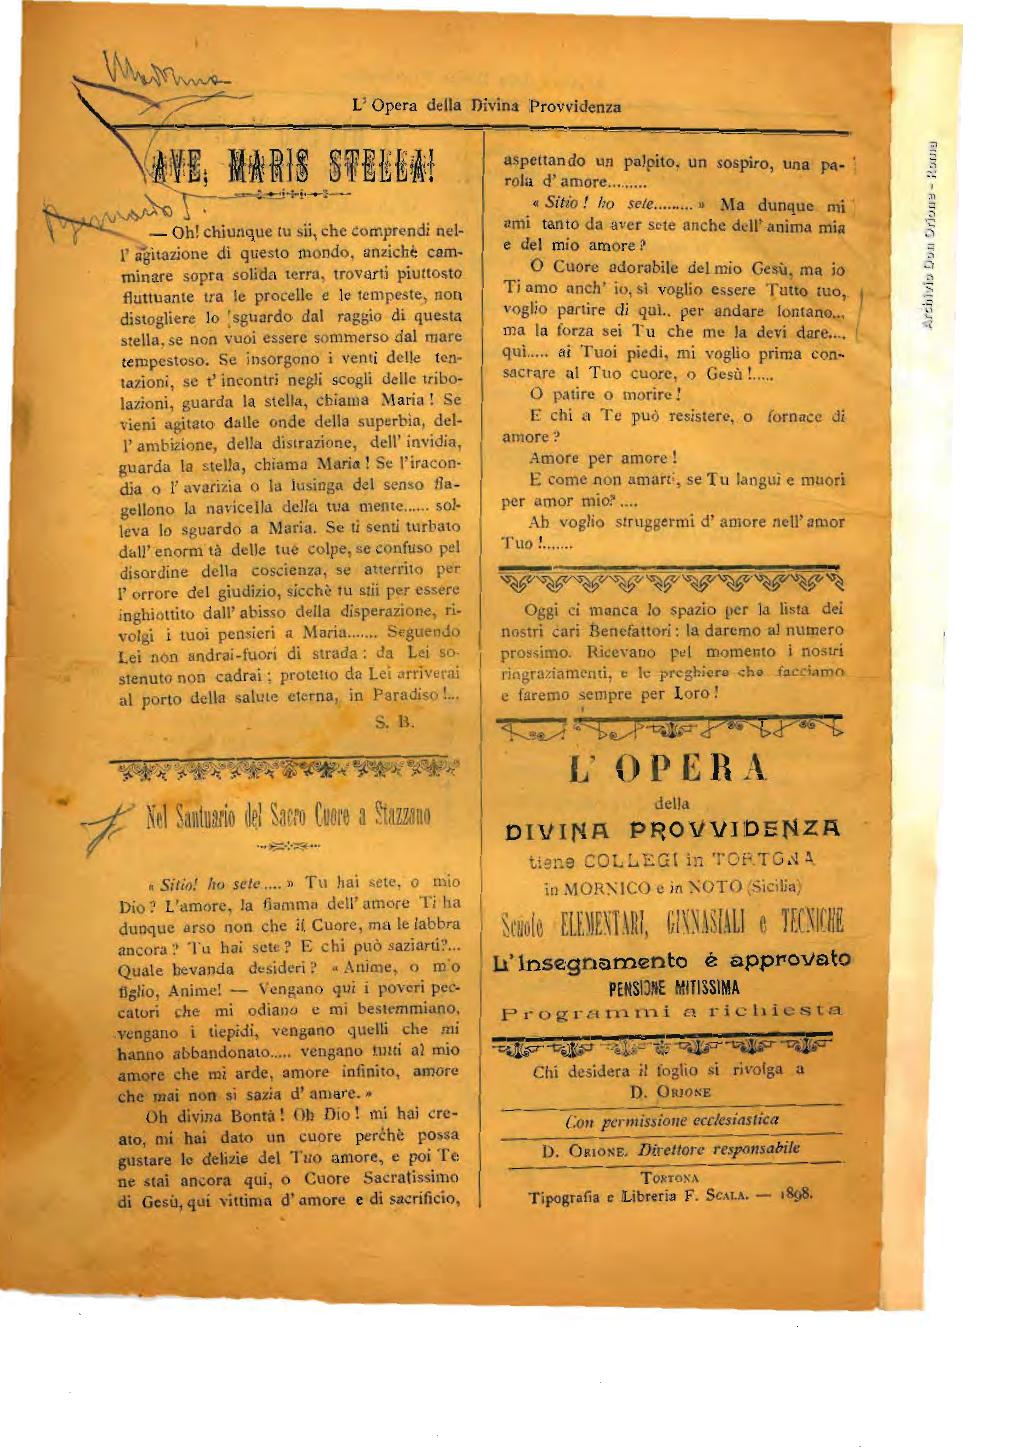 Madonna
L' Opera della Divina Provvidenza
AVE, MARIS STELLA!
Bernardo S.
— Oh! chiunque tu sii, che comprendi nel-
l' agitazione di questo mondo, anzichè cam-
minare sopra solida terra, trovarti piuttosto
fluttuante tra le procelle e le tempeste, non
distogliere lo sguardo dal raggio di questa
stella, se non vuoi essere sommerso dal mare
tempestoso. Se insorgono i venti delle ten-
tazioni, se t' incontri negli scogli delle tribo-
lazioni, guarda la stella, chiama Maria! Se
vieni agitato dalle onde della superbia, del-
l' ambizione, della distrazione, dell' invidia,
guarda la stella, chiama Maria! Se l'iracon-
dia o l' avarizia o la lusinga del senso fla-
gellono la navicella della tua mente...... sol-
leva lo sguardo a Maria. Se ti senti turbato
dall' enorm tà delle tue colpe, se confuso pel
disordine della coscienza, se atterrito per
l' orrore del giudizio, sicchè tu stii per essere
inghiottito dall' abisso della disperazione, ri-
volgi i tuoi pensieri a Maria....... Seguendo
Lei non andrai-fuori di strada: da Lei so-
stenuto non cadrai; protetto da Lei arriverai
al porto della salute eterna, in Paradiso!...
S. B.
Nel Santuario del Sacro Cuore a Stazzano
« Sitio! ho sete..... » Tu hai sete, o mio
Dio? L'amore, la fiamma dell' amore Ti ha
dunque arso non che il Cuore, ma le labbra
ancora? Tu hai sete? E chi può saziarti?...
Quale bevanda desideri? « Anime, o m'o
figlio, Anime! — Vengano qui i poveri pec-
catori che mi odiano e mi bestemmiano,
vengano i tiepidi, vengano quelli che mi
hanno abbandonato..... vengano tutti al mio
amore che mi arde, amore infinito, amore
che mai non si sazia d' amare. »
Oh divina Bontà! Oh Dio! mi hai cre-
ato, mi hai dato un cuore perchè possa
gustare le delizie del Tuo amore, e poi Te
ne stai ancora qui, o Cuore Sacratissimo
di Gesù, qui vittima d' amore e di sacrificio,
aspettando un palpito, un sospiro, una pa-
rola d' amore.........
« Sitio! ho sete......... » Ma dunque mi
ami tanto da aver sete anche dell' anima mia
e del mio amore?
O Cuore adorabile del mio Gesù, ma io
Ti amo anch' io, sì voglio essere Tutto tuo,
voglio partire di quì.. per andare lontano...
ma la forza sei Tu che me la devi dare....
quì..... ai Tuoi piedi, mi voglio prima con-
sacrare al Tuo cuore, o Gesù!.....
O patire o morire!
E chi a Te può resistere, o fornace di
amore?
Amore per amore!
E come non amarti, se Tu languì e muori
per amor mio?....
Ah voglio struggermi d' amore nell' amor
Tuo!.......
Oggi ci manca lo spazio per la lista dei
nostri cari Benefattori: la daremo al numero
prossimo. Ricevano pel momento i nostri
ringraziamenti, e le preghiere che facciamo
e faremo sempre per Loro!
L' OPERA
della
DIVINA PROVVIDENZA
tiene COLLEGI in TORTONA
in MORNICO e in NOTO (Sicilia)
Scuole ELEMENTARI, GINNASIALI e TECNICHE
L'Insegnamento é approvato
PENSIONE MITISSIMA
Programmi a richiesta
Chi desidera il foglio si rivolga a
D. ORIONE
Con permissione ecclesiastica
D. ORIONE. Direttore responsabile
TORTONA
Tipografia e Libreria F. SCALA. — 1898.
Archivio Don Orione - Roma